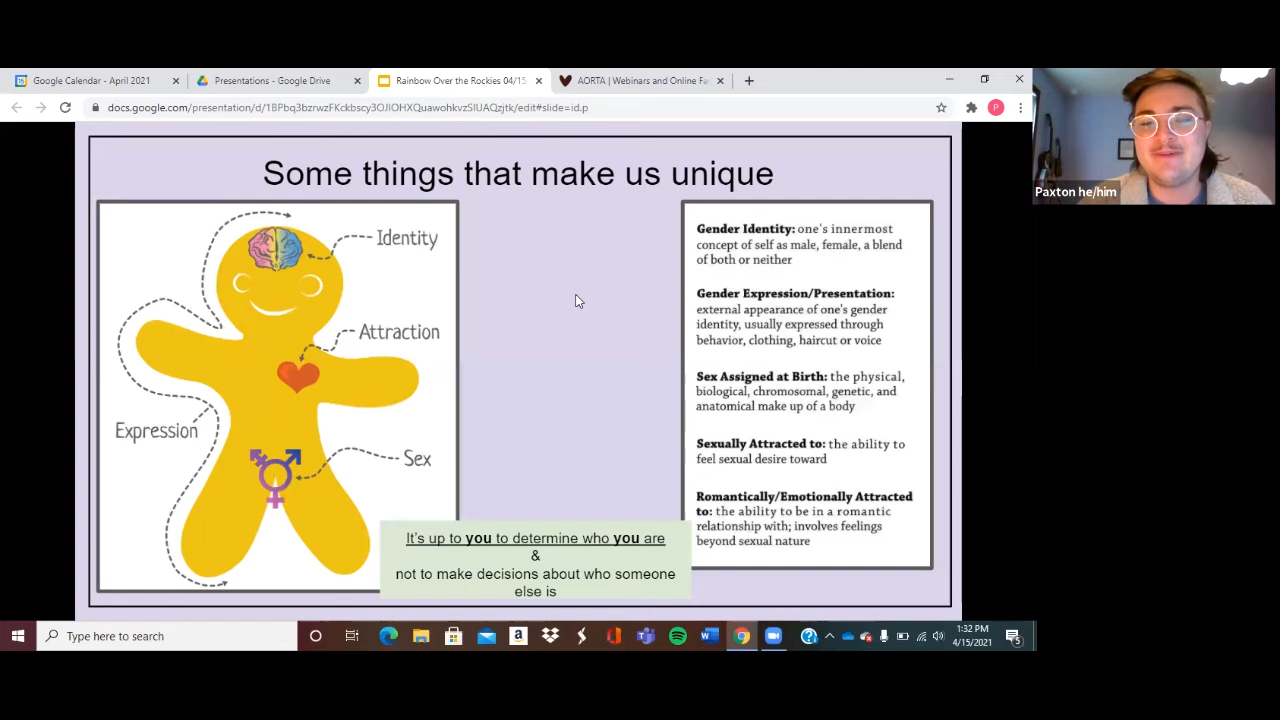 Google Calendar - April 2021
Presentations - Google Drive
Rainbow Over the Rockies 04/15
AORTA | Webinars and Online Fa
docs.google.com/presentation/d/1BPbq3bzrwzFKckbscy3OJlOHXQuawohkvzSlUAQzjtk/edit#slide=id.p
P
Paxton he/him
Some things that make us unique
Identity
Attraction
Expression
Sex
Gender Identity: one's innermost
concept of self as male, female, a blend
of both or neither
Gender Expression/Presentation:
external appearance of one's gender
identity, usually expressed through
behavior, clothing, haircut or voice
Sex Assigned at Birth: the physical,
biological, chromosomal, genetic, and
anatomical make up of a body
Sexually Attracted to: the ability to
feel sexual desire toward
Romantically/Emotionally Attracted
to: the ability to be in a romantic
relationship with; involves feelings
beyond sexual nature
It's up to you to determine who you are
&
not to make decisions about who someone
else is
Type here to search
1:32 PM
4/15/2021
5